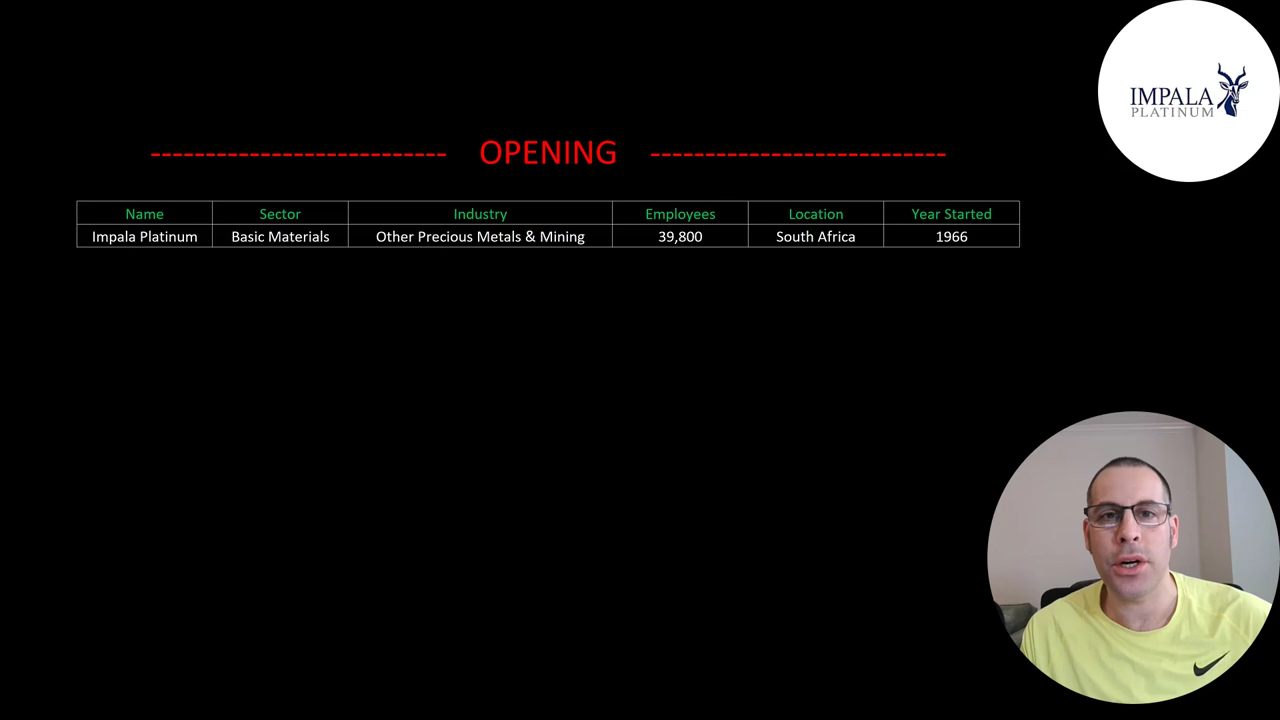 IMPALA
PLATINUM
-------------------------- OPENING --------------------------
Name Sector Industry Employees Location Year Started
Impala Platinum Basic Materials Other Precious Metals & Mining 39,800 South Africa 1966